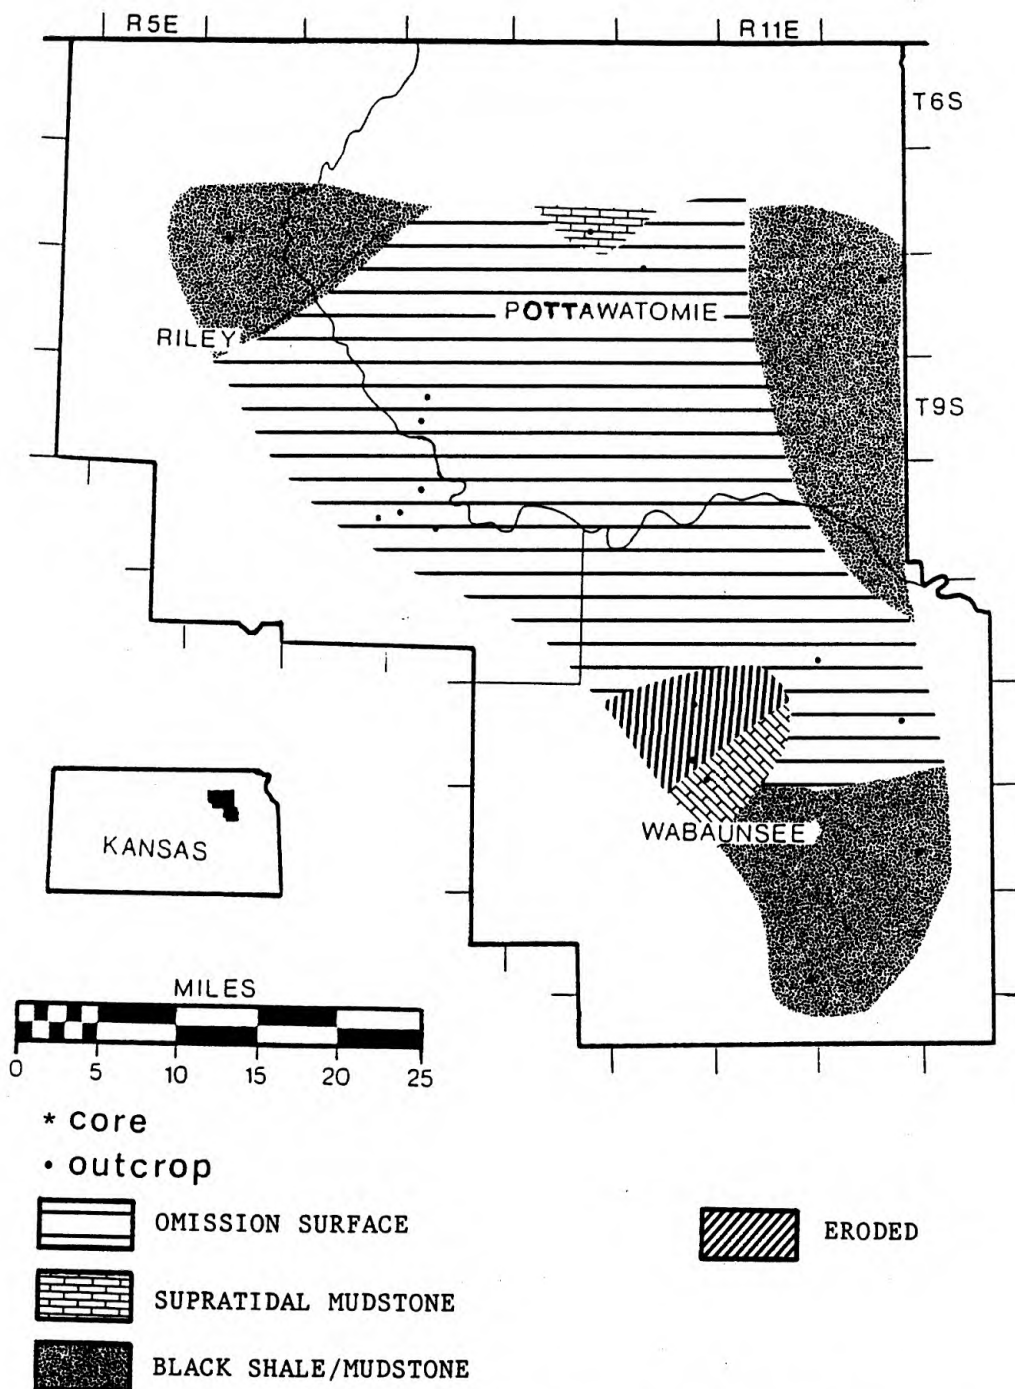 R5E
R11E
T6S
POTTAWATOMIE
RILEY
T9S
WABAUNSEE
KANSAS
MILES
0 5 10 15 20 25
* core
• outcrop
OMISSION SURFACE
ERODED
SUPRATIDAL MUDSTONE
BLACK SHALE/MUDSTONE